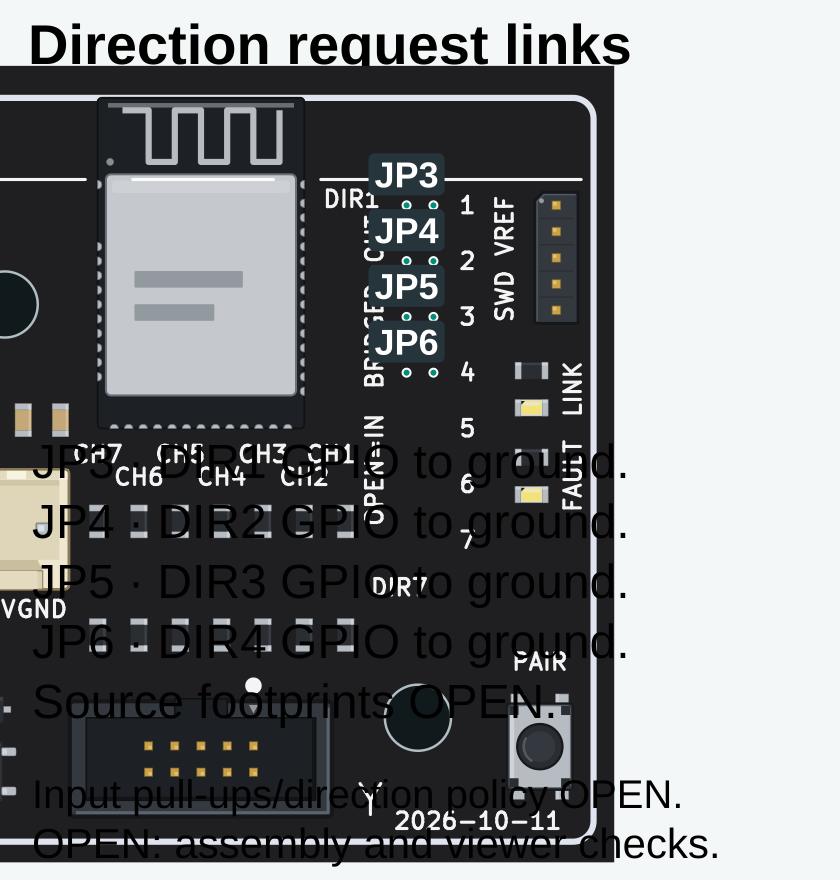 Direction request links
JP3
DIR1
1
JP4
2
JP5
3
JP6
4
SWD VREF
OPEN=IN
LINK
FAULT
5
6
7
CH7 CH5 CH3 CH1
CH6 CH4 CH2
JP3 · DIR1 GPIO to ground.
JP4 · DIR2 GPIO to ground.
JP5 · DIR3 GPIO to ground.
DIR7
VGND
JP6 · DIR4 GPIO to ground.
PAiR
Source footprints OPEN.
Input pull-ups/direction policy OPEN.
2026-10-11
OPEN: assembly and viewer checks.